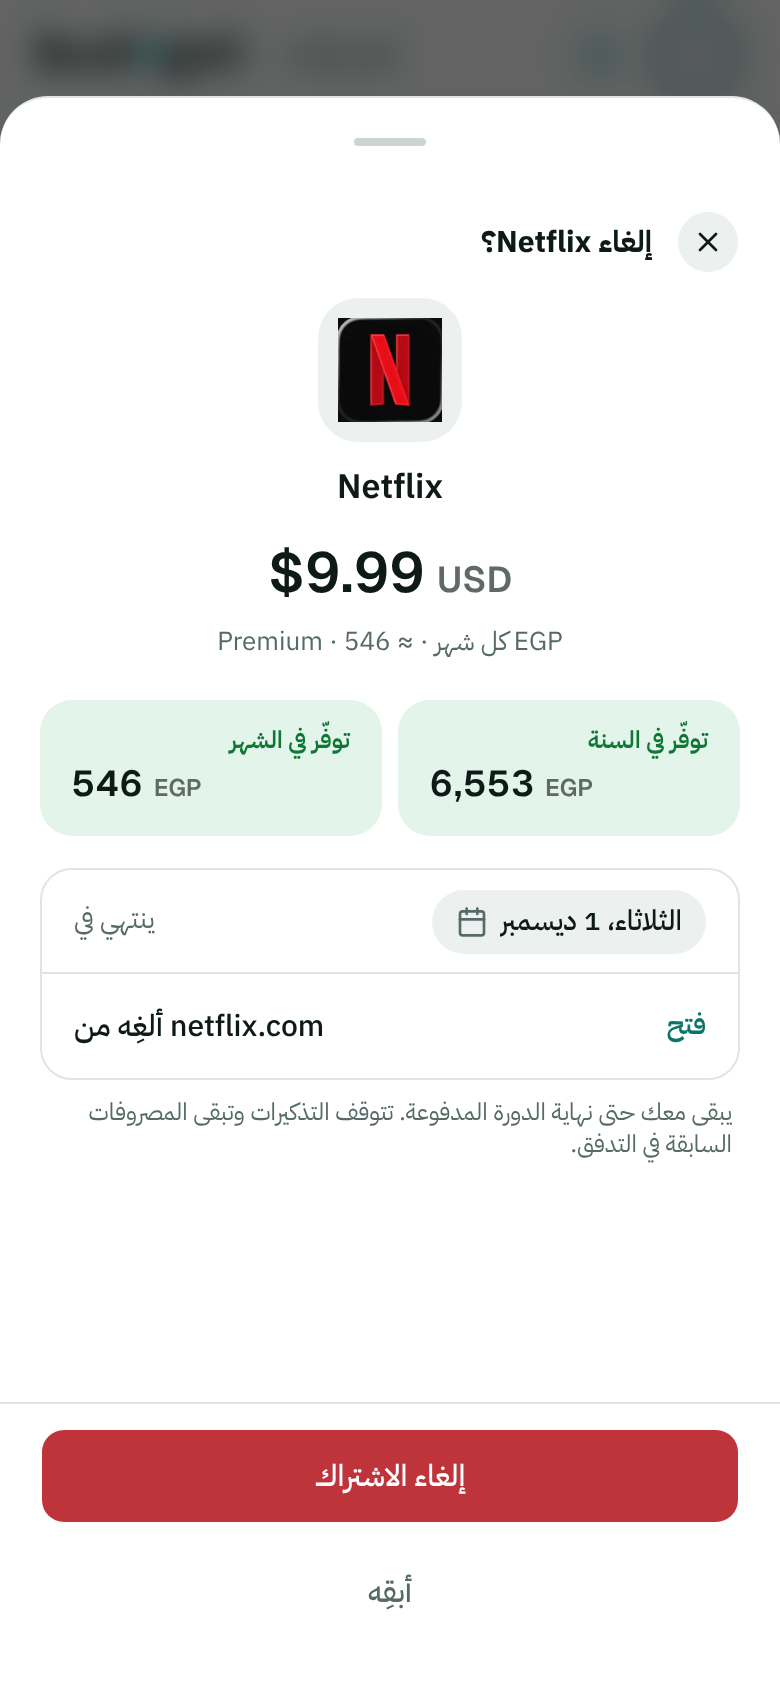 إلغاء Netflix؟
Netflix
$9.99 USD
Premium · 546 ≈ · كل شهر EGP
توفّر في السنة
6,553 EGP
توفّر في الشهر
546 EGP
ينتهي في
الثلاثاء، 1 ديسمبر
ألغِه من netflix.com
فتح
يبقى معك حتى نهاية الدورة المدفوعة. تتوقف التذكيرات وتبقى المصروفات
السابقة في التدفق.
إلغاء الاشتراك
أبقِه